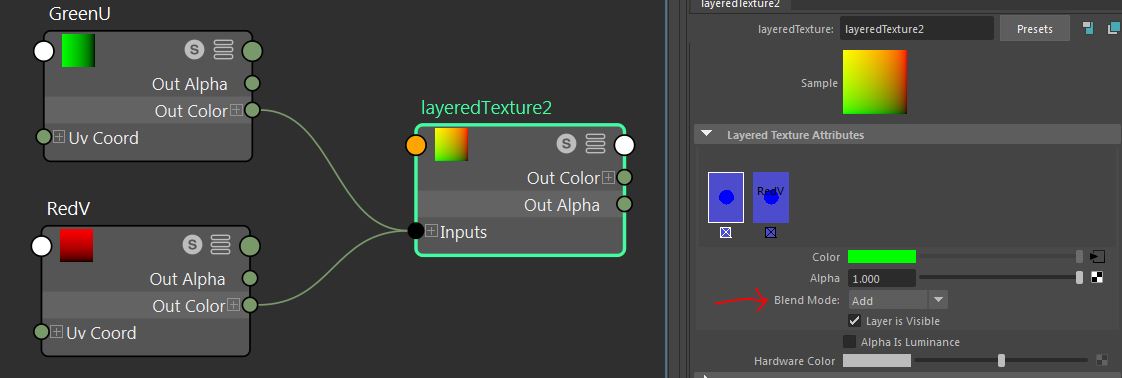 GreenU
S
Out Alpha
Out Color
Uv Coord
RedV
S
Out Alpha
Out Color
Uv Coord
layeredTexture2
S
Out Color
Out Alpha
Inputs
layeredTexture2
layeredTexture: layeredTexture2 Presets
Sample
Layered Texture Attributes
RedV
Color
Alpha 1.000
Blend Mode: Add
Layer is Visible
Alpha Is Luminance
Hardware Color